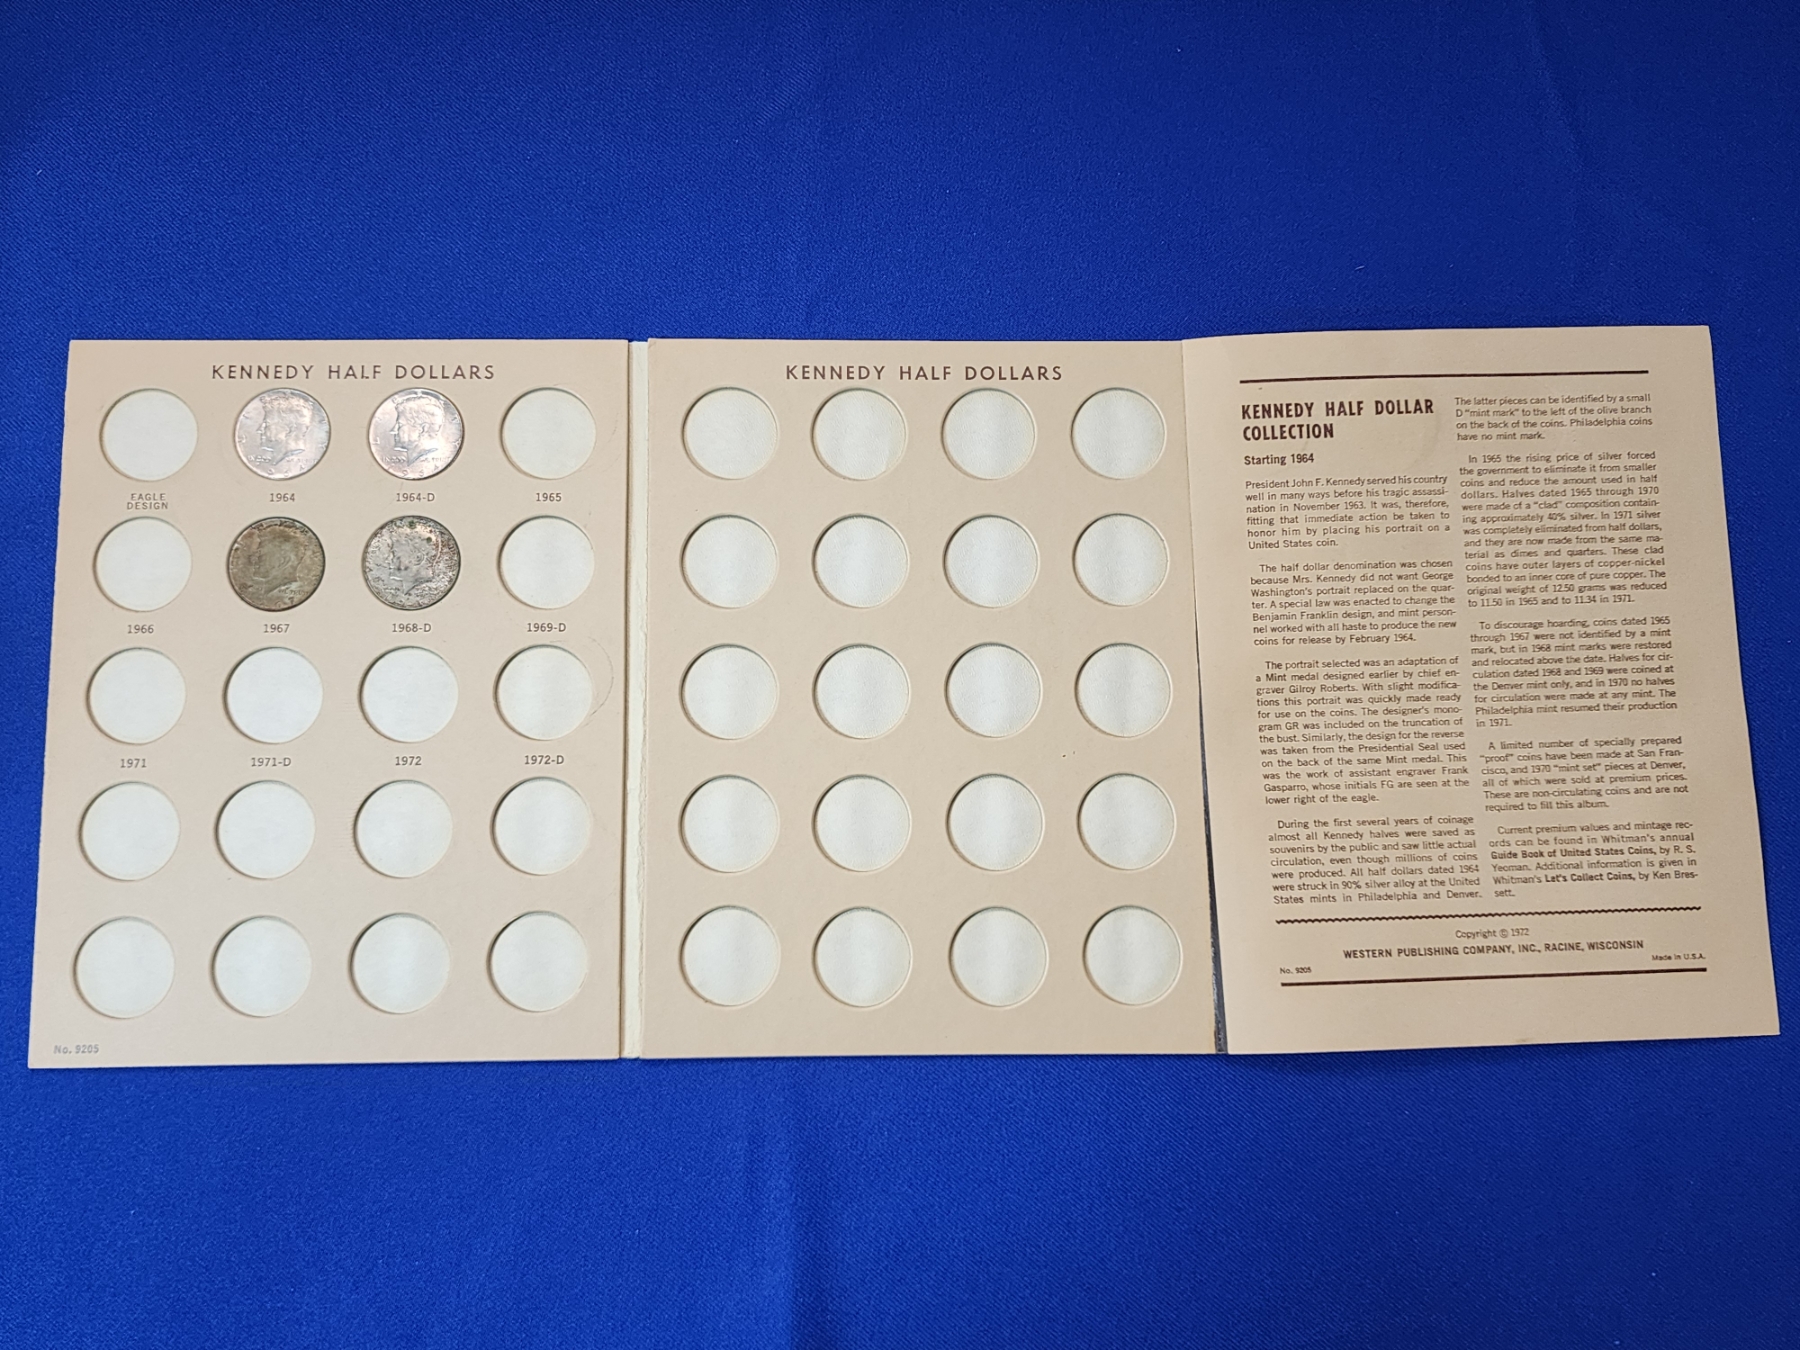 KENNEDY HALF DOLLARS
EAGLE
DESIGN
1964
1964-D
1965
1966
1967
1968-D
1969-D
1971
1971-D
1972
1972-D
No. 9205
KENNEDY HALF DOLLARS
KENNEDY HALF DOLLAR
COLLECTION
Starting 1964
President John F. Kennedy served his country
well in many ways before his tragic assassi-
nation in November 1963. It was, therefore,
fitting that immediate action be taken to
honor him by placing his portrait on a
United States coin.
The half dollar denomination was chosen
because Mrs. Kennedy did not want George
Washington's portrait replaced on the quar-
ter. A special law was enacted to change the
Benjamin Franklin design, and mint person-
nel worked with all haste to produce the new
coins for release by February 1964.
The portrait selected was an adaptation of
a Mint medal designed earlier by chief en-
graver Gilroy Roberts. With slight modifica-
tions this portrait was quickly made ready
for use on the coins. The designer's mono-
gram GR was included on the truncation of
the bust. Similarly, the design for the reverse
was taken from the Presidential Seal used
on the back of the same Mint medal. This
was the work of assistant engraver Frank
Gasparro, whose initials FG are seen at the
lower right of the eagle.
During the first several years of coinage
almost all Kennedy halves were saved as
souvenirs by the public and saw little actual
circulation, even though millions of coins
were produced. All half dollars dated 1964
were struck in 90% silver alloy at the United
States mints in Philadelphia and Denver.
The latter pieces can be identified by a small
D "mint mark" to the left of the olive branch
on the back of the coins. Philadelphia coins
have no mint mark.
In 1965 the rising price of silver forced
the government to eliminate it from smaller
coins and reduce the amount used in half
dollars. Halves dated 1965 through 1970
were made of a "clad" composition contain-
ing approximately 40% silver. In 1971 silver
was completely eliminated from half dollars,
and they are now made from the same ma-
terial as dimes and quarters. These clad
coins have outer layers of copper-nickel
bonded to an inner core of pure copper. The
original weight of 12.50 grams was reduced
to 11.50 in 1965 and to 11.34 in 1971.
To discourage hoarding, coins dated 1965
through 1967 were not identified by a mint
mark, but in 1968 mint marks were restored
and relocated above the date. Halves for cir-
culation dated 1968 and 1969 were coined at
the Denver mint only, and in 1970 no halves
for circulation were made at any mint. The
Philadelphia mint resumed their production
in 1971.
A limited number of specially prepared
"proof" coins have been made at San Fran-
cisco, and 1970 "mint set" pieces at Denver,
all of which were sold at premium prices.
These are non-circulating coins and are not
required to fill this album.
Current premium values and mintage rec-
ords can be found in Whitman's annual
Guide Book of United States Coins, by R. S.
Yeoman. Additional information is given in
Whitman's Let's Collect Coins, by Ken Bres-
sett.
Copyright © 1972
WESTERN PUBLISHING COMPANY, INC., RACINE, WISCONSIN
No. 9205
Made in U.S.A.